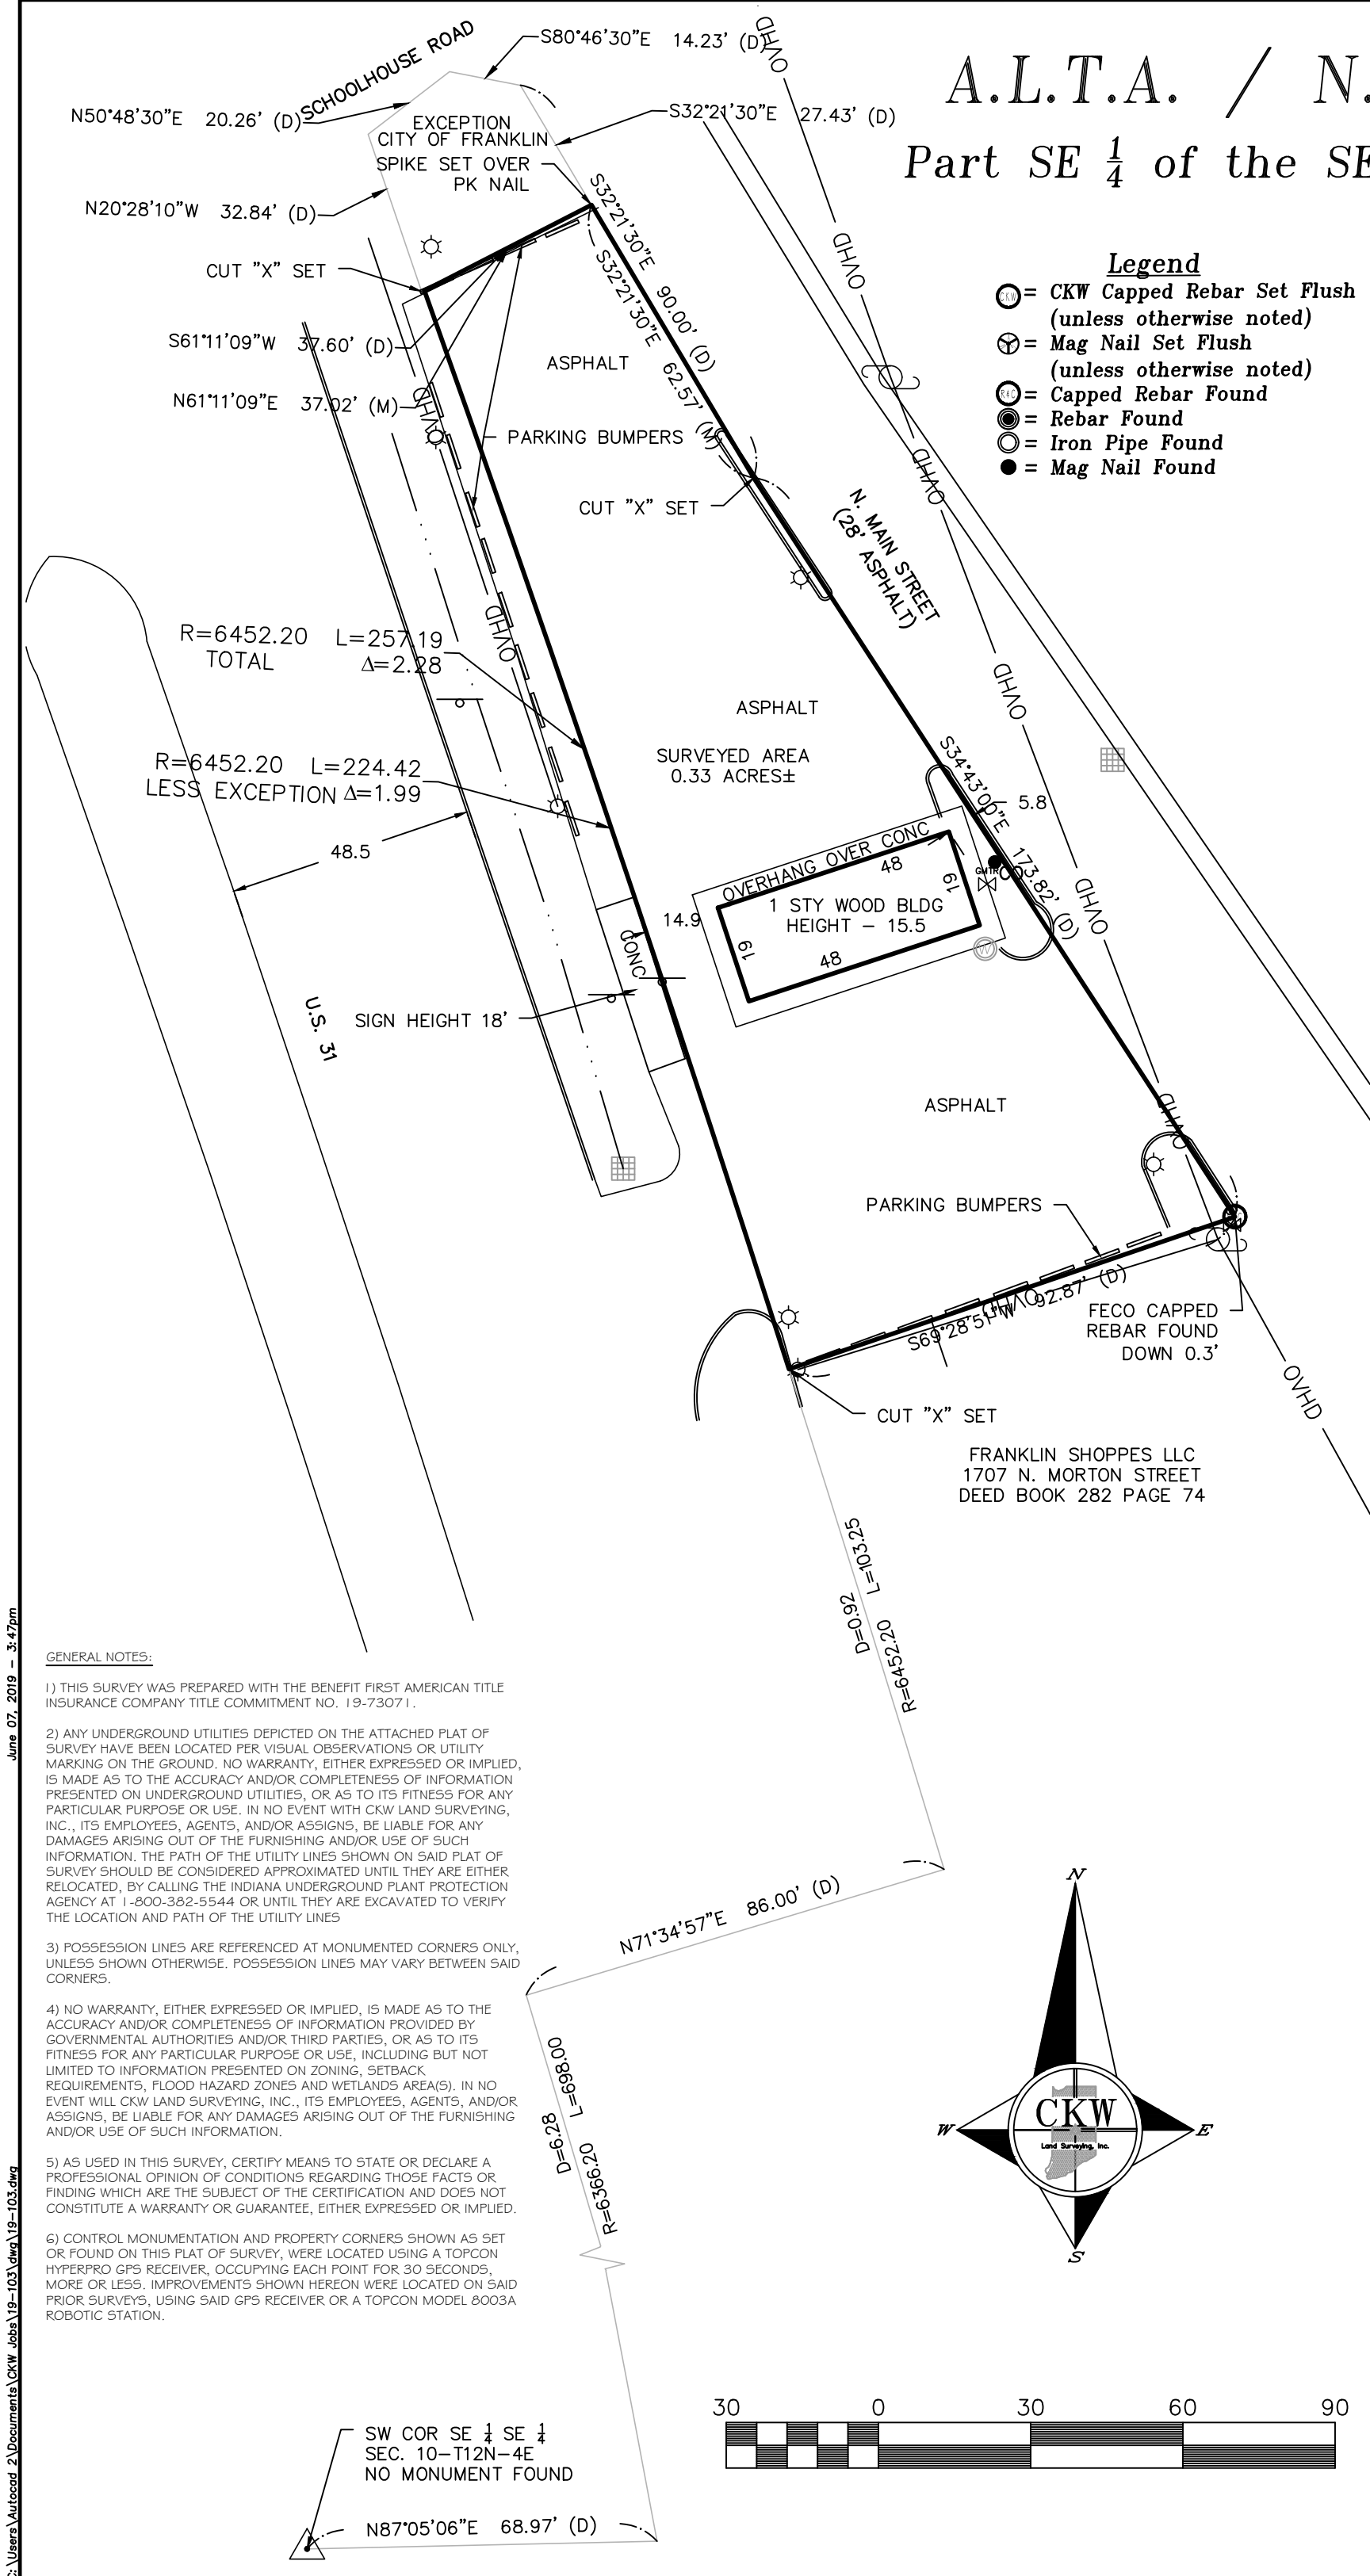 A.L.T.A. / N.
Part SE 1/4 of the SE
SCHOOLHOUSE ROAD
S80°46'30"E 14.23' (D)
N50°48'30"E 20.26' (D)
S32°21'30"E 27.43' (D)
EXCEPTION
CITY OF FRANKLIN
SPIKE SET OVER
PK NAIL
N20°28'10"W 32.84' (D)
CUT "X" SET
S61°11'09"W 37.60' (D)
N61°11'09"E 37.02' (M)
S32°21'30"E 90.00' (D)
S32°21'30"E 62.57' (M)
ASPHALT
PARKING BUMPERS
CUT "X" SET
OVHD
OVHD
OVHD
OVHD
OVHD
OVHD
OVHD
OVHD
OVHD
OVHD
Legend
CKW = CKW Capped Rebar Set Flush
(unless otherwise noted)
= Mag Nail Set Flush
(unless otherwise noted)
R&C = Capped Rebar Found
= Rebar Found
= Iron Pipe Found
= Mag Nail Found
N. MAIN STREET
(28' ASPHALT)
R=6452.20 L=257.19
TOTAL Δ=2.28
R=6452.20 L=224.42
LESS EXCEPTION Δ=1.99
48.5
ASPHALT
SURVEYED AREA
0.33 ACRES±
S34°43'00"E 173.82' (D)
5.8
OVERHANG OVER CONC
48
19
1 STY WOOD BLDG
HEIGHT – 15.5
19
48
GMTR
W
14.9
CONC
SIGN HEIGHT 18'
U.S. 31
ASPHALT
PARKING BUMPERS
S69°28'51"W 92.87' (D)
FECO CAPPED
REBAR FOUND
DOWN 0.3'
CUT "X" SET
FRANKLIN SHOPPES LLC
1707 N. MORTON STREET
DEED BOOK 282 PAGE 74
D=0.92 L=103.25
R=6452.20
N71°34'57"E 86.00' (D)
D=6.28 L=698.00
R=6366.20
GENERAL NOTES:
1) THIS SURVEY WAS PREPARED WITH THE BENEFIT FIRST AMERICAN TITLE
INSURANCE COMPANY TITLE COMMITMENT NO. 19-73071.
2) ANY UNDERGROUND UTILITIES DEPICTED ON THE ATTACHED PLAT OF
SURVEY HAVE BEEN LOCATED PER VISUAL OBSERVATIONS OR UTILITY
MARKING ON THE GROUND. NO WARRANTY, EITHER EXPRESSED OR IMPLIED,
IS MADE AS TO THE ACCURACY AND/OR COMPLETENESS OF INFORMATION
PRESENTED ON UNDERGROUND UTILITIES, OR AS TO ITS FITNESS FOR ANY
PARTICULAR PURPOSE OR USE. IN NO EVENT WITH CKW LAND SURVEYING,
INC., ITS EMPLOYEES, AGENTS, AND/OR ASSIGNS, BE LIABLE FOR ANY
DAMAGES ARISING OUT OF THE FURNISHING AND/OR USE OF SUCH
INFORMATION. THE PATH OF THE UTILITY LINES SHOWN ON SAID PLAT OF
SURVEY SHOULD BE CONSIDERED APPROXIMATED UNTIL THEY ARE EITHER
RELOCATED, BY CALLING THE INDIANA UNDERGROUND PLANT PROTECTION
AGENCY AT 1-800-382-5544 OR UNTIL THEY ARE EXCAVATED TO VERIFY
THE LOCATION AND PATH OF THE UTILITY LINES
3) POSSESSION LINES ARE REFERENCED AT MONUMENTED CORNERS ONLY,
UNLESS SHOWN OTHERWISE. POSSESSION LINES MAY VARY BETWEEN SAID
CORNERS.
4) NO WARRANTY, EITHER EXPRESSED OR IMPLIED, IS MADE AS TO THE
ACCURACY AND/OR COMPLETENESS OF INFORMATION PROVIDED BY
GOVERNMENTAL AUTHORITIES AND/OR THIRD PARTIES, OR AS TO ITS
FITNESS FOR ANY PARTICULAR PURPOSE OR USE, INCLUDING BUT NOT
LIMITED TO INFORMATION PRESENTED ON ZONING, SETBACK
REQUIREMENTS, FLOOD HAZARD ZONES AND WETLANDS AREA(S). IN NO
EVENT WILL CKW LAND SURVEYING, INC., ITS EMPLOYEES, AGENTS, AND/OR
ASSIGNS, BE LIABLE FOR ANY DAMAGES ARISING OUT OF THE FURNISHING
AND/OR USE OF SUCH INFORMATION.
5) AS USED IN THIS SURVEY, CERTIFY MEANS TO STATE OR DECLARE A
PROFESSIONAL OPINION OF CONDITIONS REGARDING THOSE FACTS OR
FINDING WHICH ARE THE SUBJECT OF THE CERTIFICATION AND DOES NOT
CONSTITUTE A WARRANTY OR GUARANTEE, EITHER EXPRESSED OR IMPLIED.
6) CONTROL MONUMENTATION AND PROPERTY CORNERS SHOWN AS SET
OR FOUND ON THIS PLAT OF SURVEY, WERE LOCATED USING A TOPCON
HYPERPRO GPS RECEIVER, OCCUPYING EACH POINT FOR 30 SECONDS,
MORE OR LESS. IMPROVEMENTS SHOWN HEREON WERE LOCATED ON SAID
PRIOR SURVEYS, USING SAID GPS RECEIVER OR A TOPCON MODEL 8003A
ROBOTIC STATION.
N
W
E
S
CKW
Land Surveying, Inc.
30 0 30 60 90
SW COR SE 1/4 SE 1/4
SEC. 10–T12N–4E
NO MONUMENT FOUND
N87°05'06"E 68.97' (D)
June 07, 2019 – 3:47pm
:\Users\Autocad 2\Documents\CKW Jobs\19-103\dwg\19-103.dwg